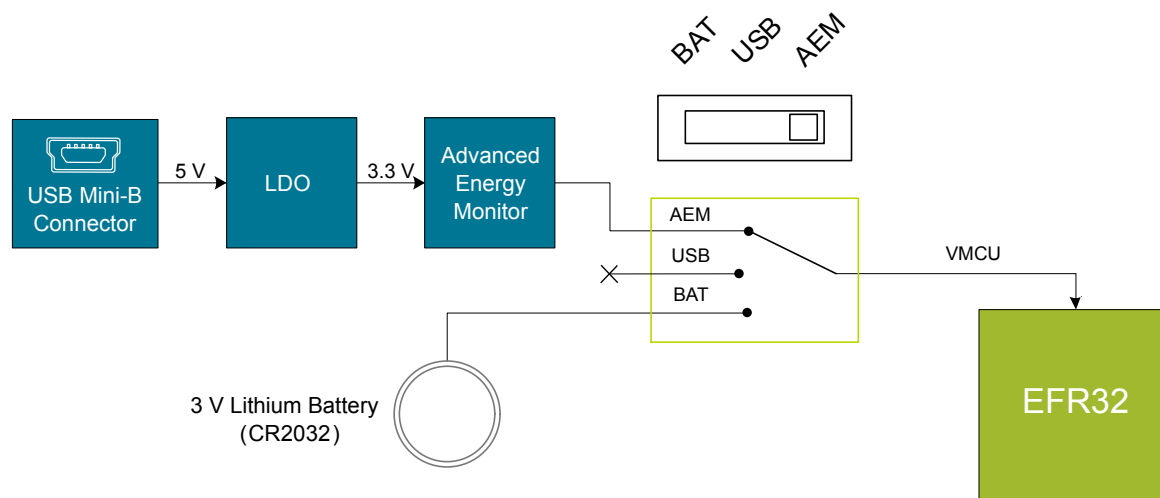 BAT
USB
AEM
USB Mini-B
Connector
5 V
LDO
3.3 V
Advanced
Energy
Monitor
AEM
USB
BAT
VMCU
3 V Lithium Battery
(CR2032)
EFR32